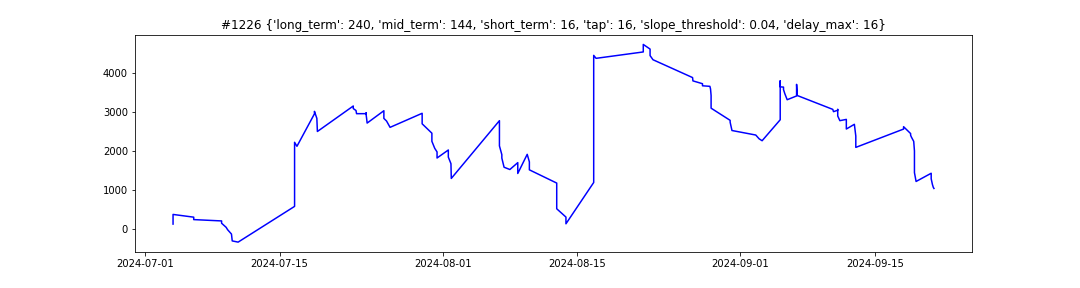 #1226 {'long_term': 240, 'mid_term': 144, 'short_term': 16, 'tap': 16, 'slope_threshold': 0.04, 'delay_max': 16}
4000
3000
2000
1000
0
2024-07-01 2024-07-15 2024-08-01 2024-08-15 2024-09-01 2024-09-15